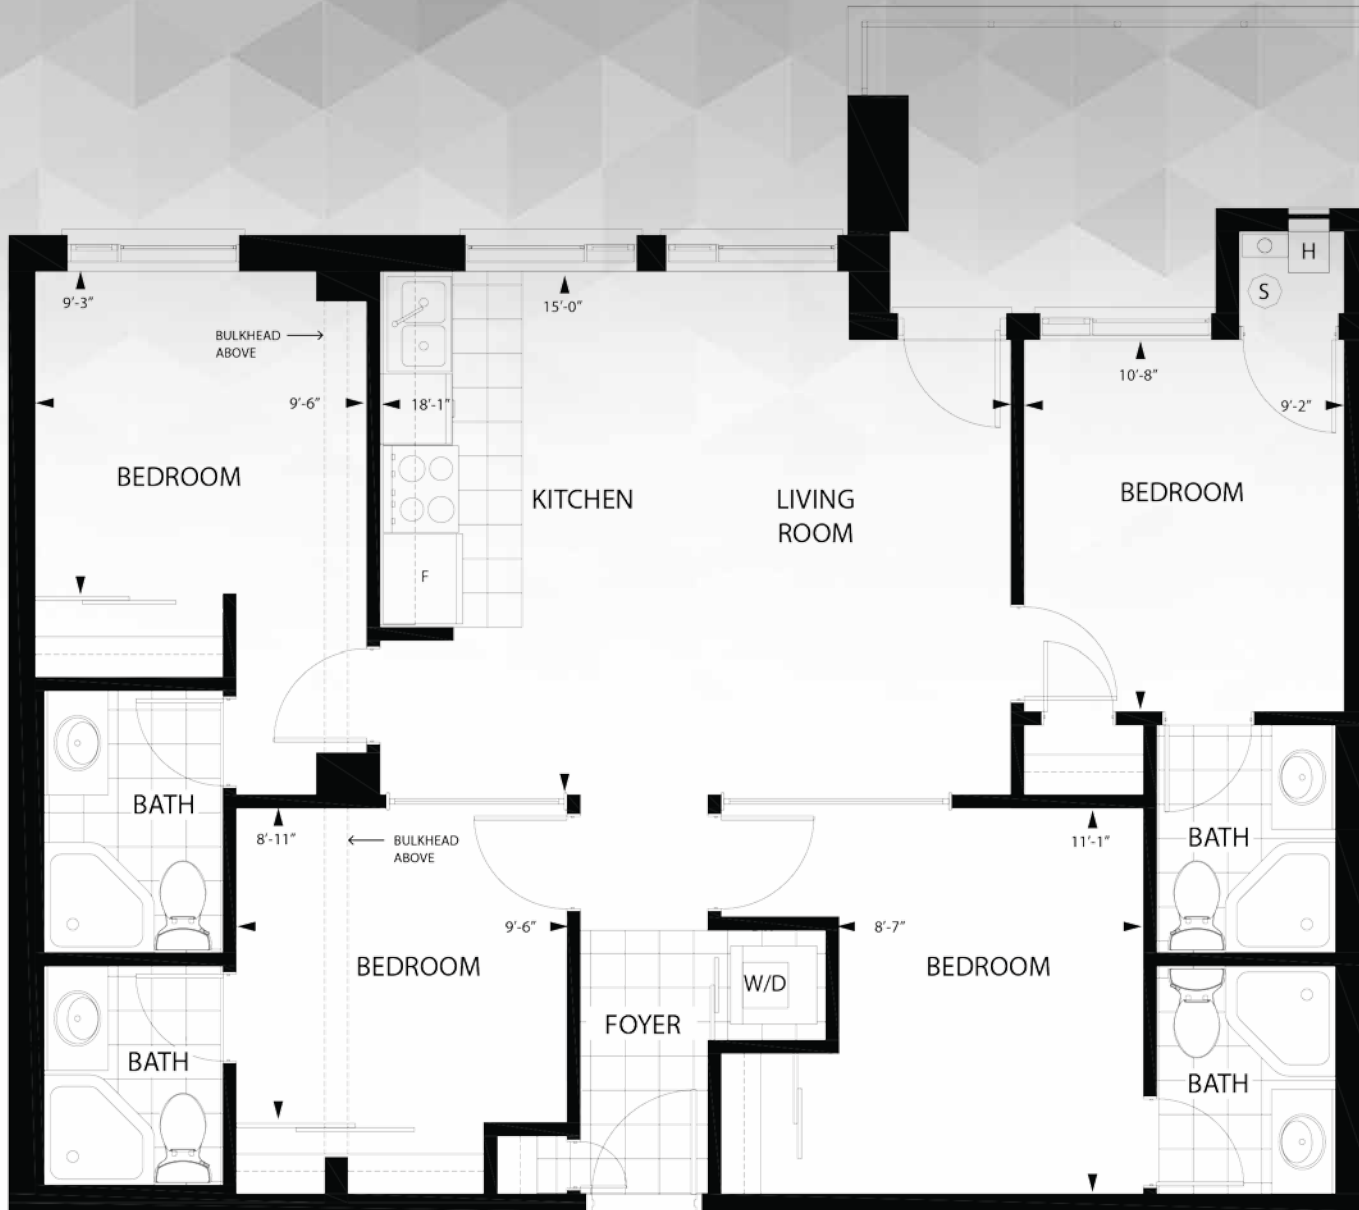 H
S
9'-3"
15'-0"
BULKHEAD
ABOVE
10'-8"
9'-6"
18'-1"
9'-2"
BEDROOM
KITCHEN
LIVING
ROOM
BEDROOM
F
BATH
8'-11"
BULKHEAD
ABOVE
11'-1"
BATH
9'-6"
8'-7"
BEDROOM
BEDROOM
W/D
FOYER
BATH
BATH